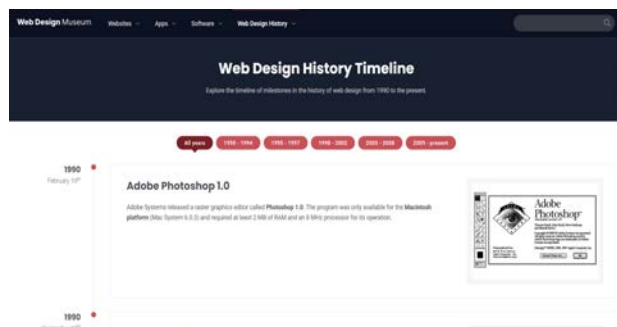 Web Design Museum
Websites
Apps
Software
Web Design History
Web Design History Timeline
Explore the timeline of milestones in the history of web design from 1990 to the present.
All years
1990 - 1994
1995 - 1997
1998 - 2002
2003 - 2008
2009 - present
1990
February 19th
Adobe Photoshop 1.0
Adobe Systems released a raster graphics editor called Photoshop 1.0. The program was only available for the Macintosh
platform (Mac System 6.0.3) and required at least 2 MB of RAM and an 8 MHz processor for its operation.
Adobe
Photoshop
1990